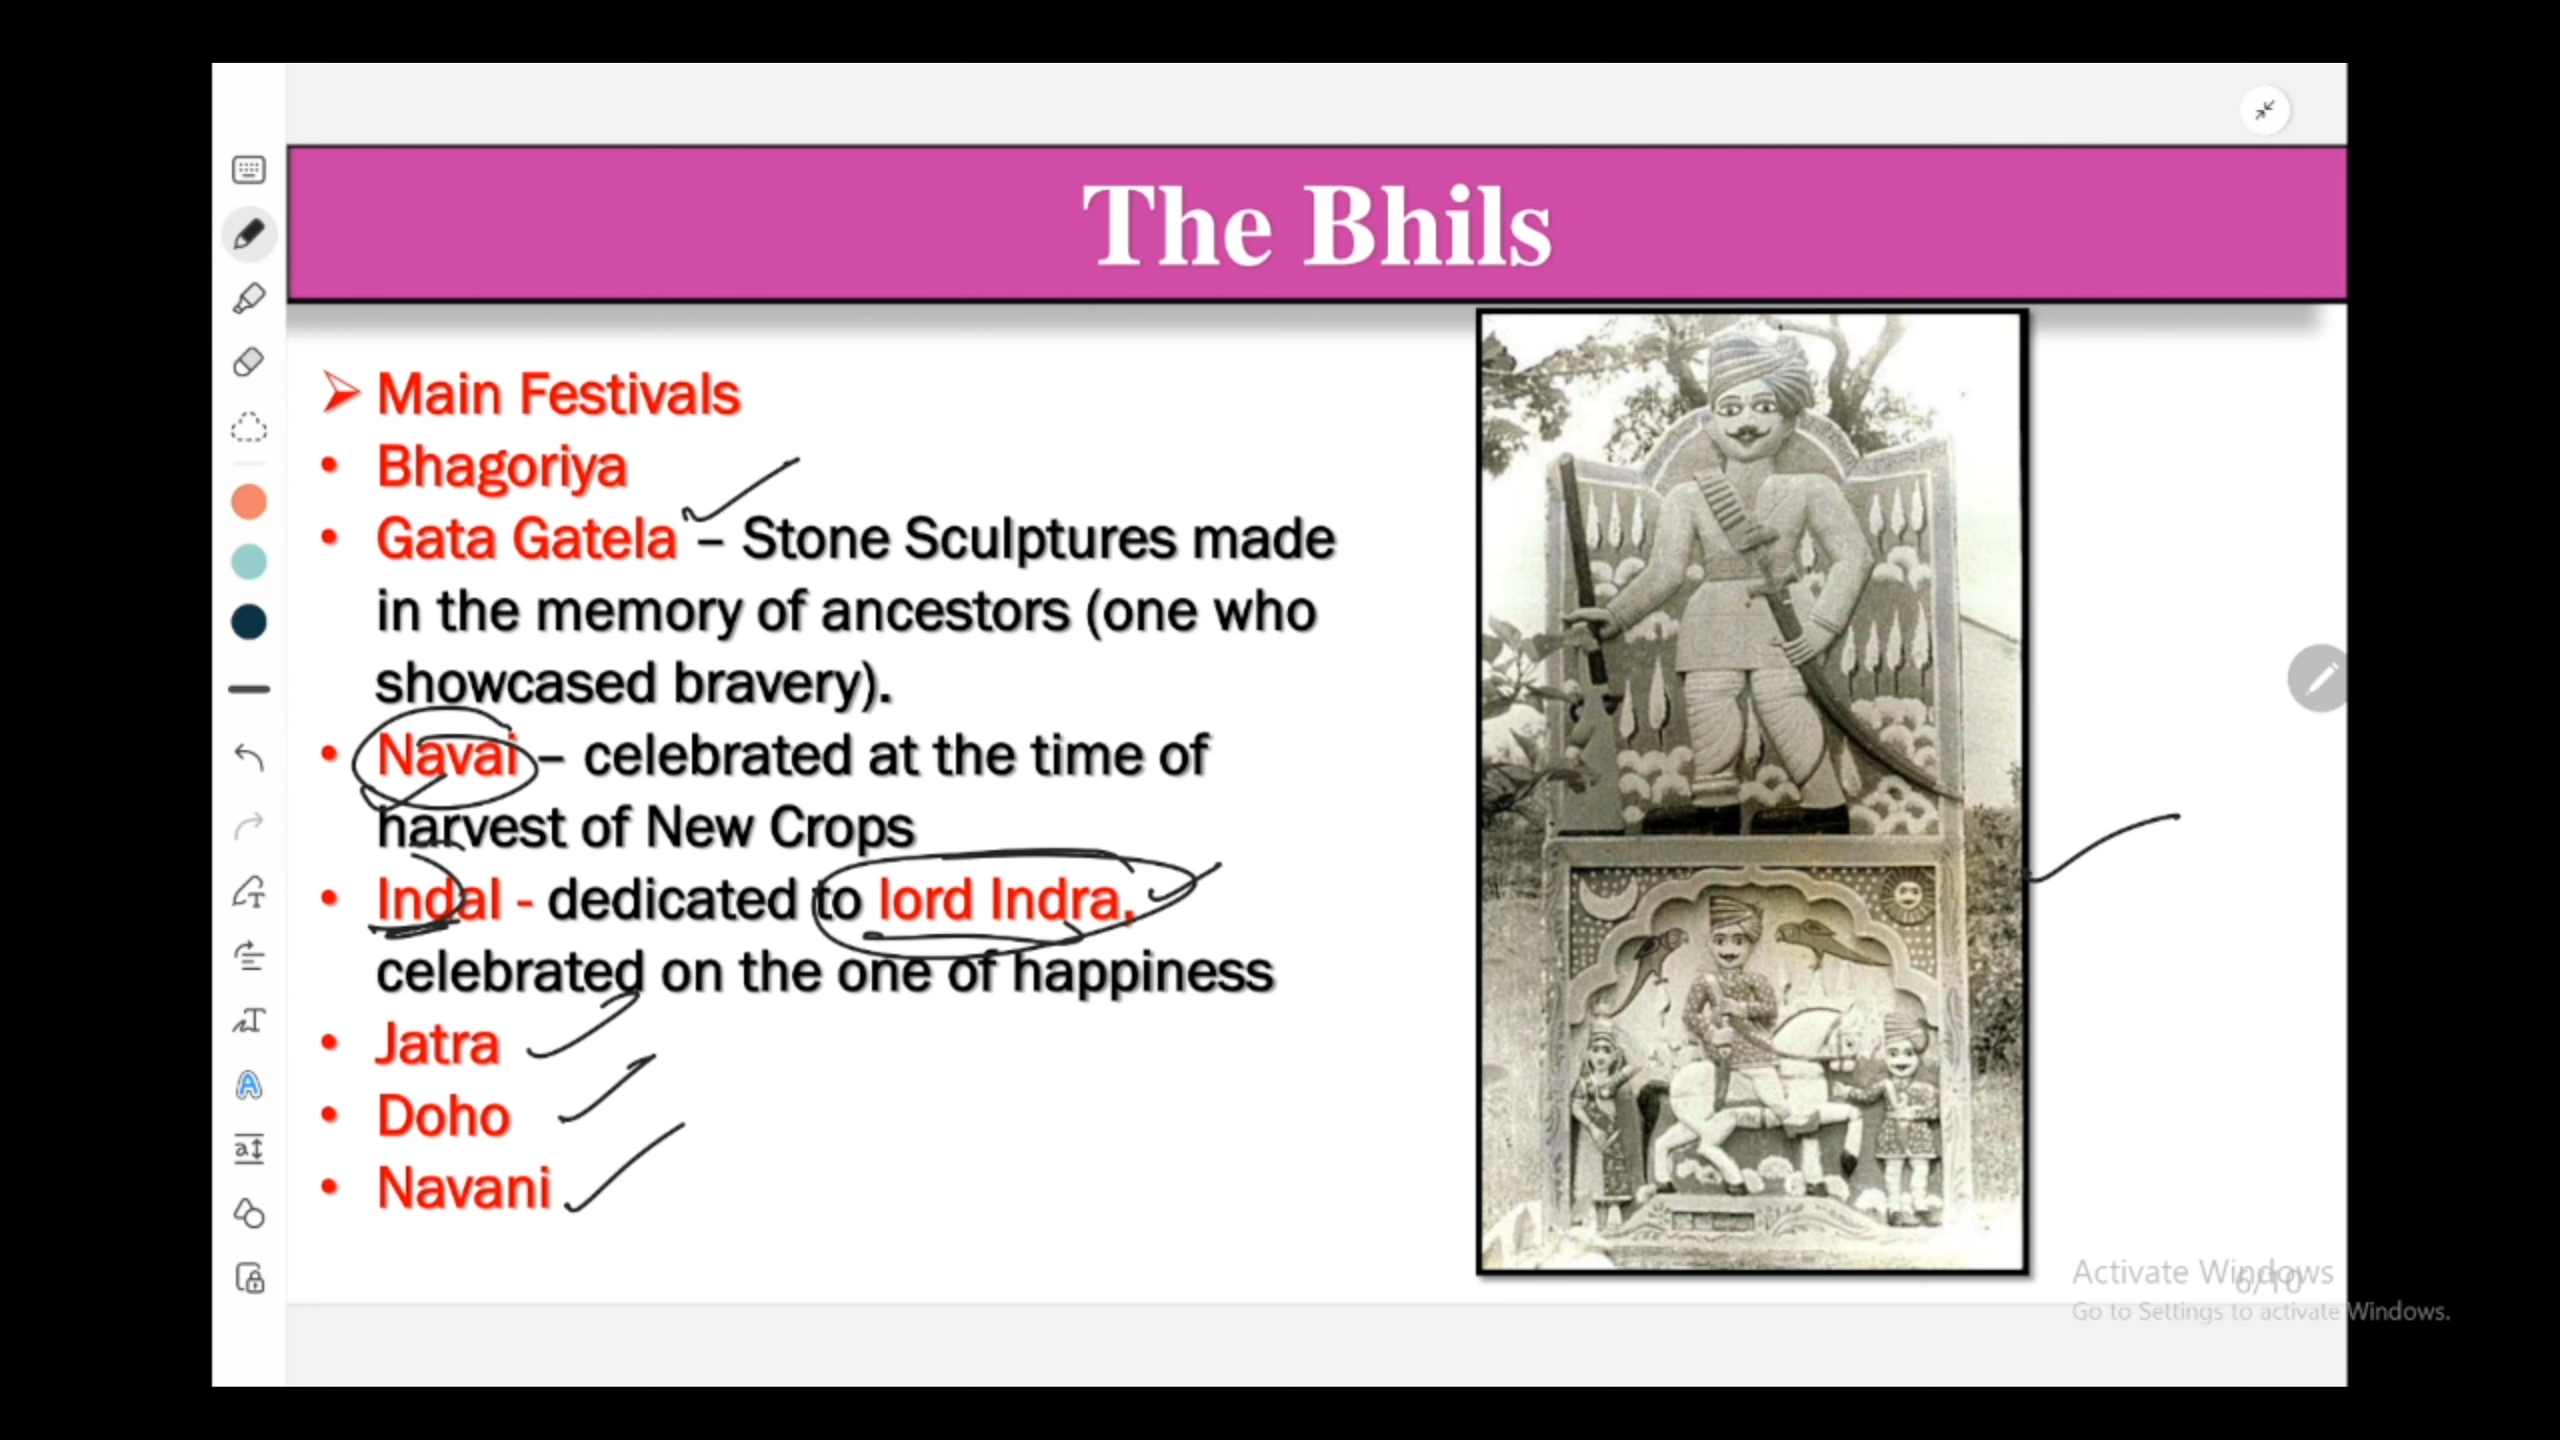 The Bhils
➢ Main Festivals
• Bhagoriya
• Gata Gatela – Stone Sculptures made
in the memory of ancestors (one who
showcased bravery).
• Navai – celebrated at the time of
harvest of New Crops
• Indal - dedicated to lord Indra,
celebrated on the one of happiness
• Jatra
• Doho
• Navani
Activate Windows
6/10
Go to Settings to activate Windows.